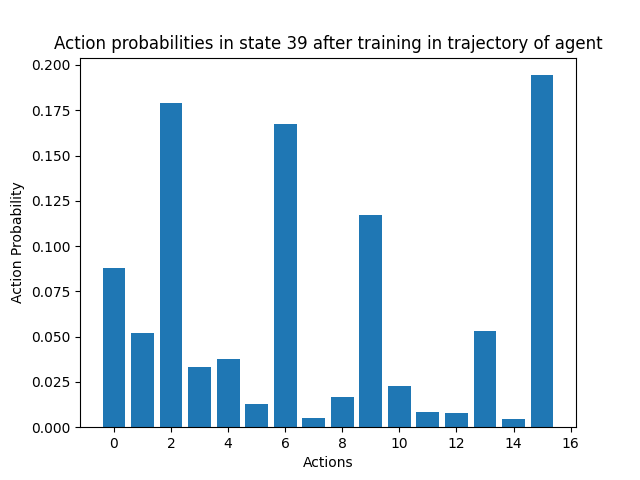 Action probabilities in state 39 after training in trajectory of agent
0.200
0.175
0.150
0.125
0.100
0.075
0.050
0.025
0.000
Action Probability
0 2 4 6 8 10 12 14 16
Actions